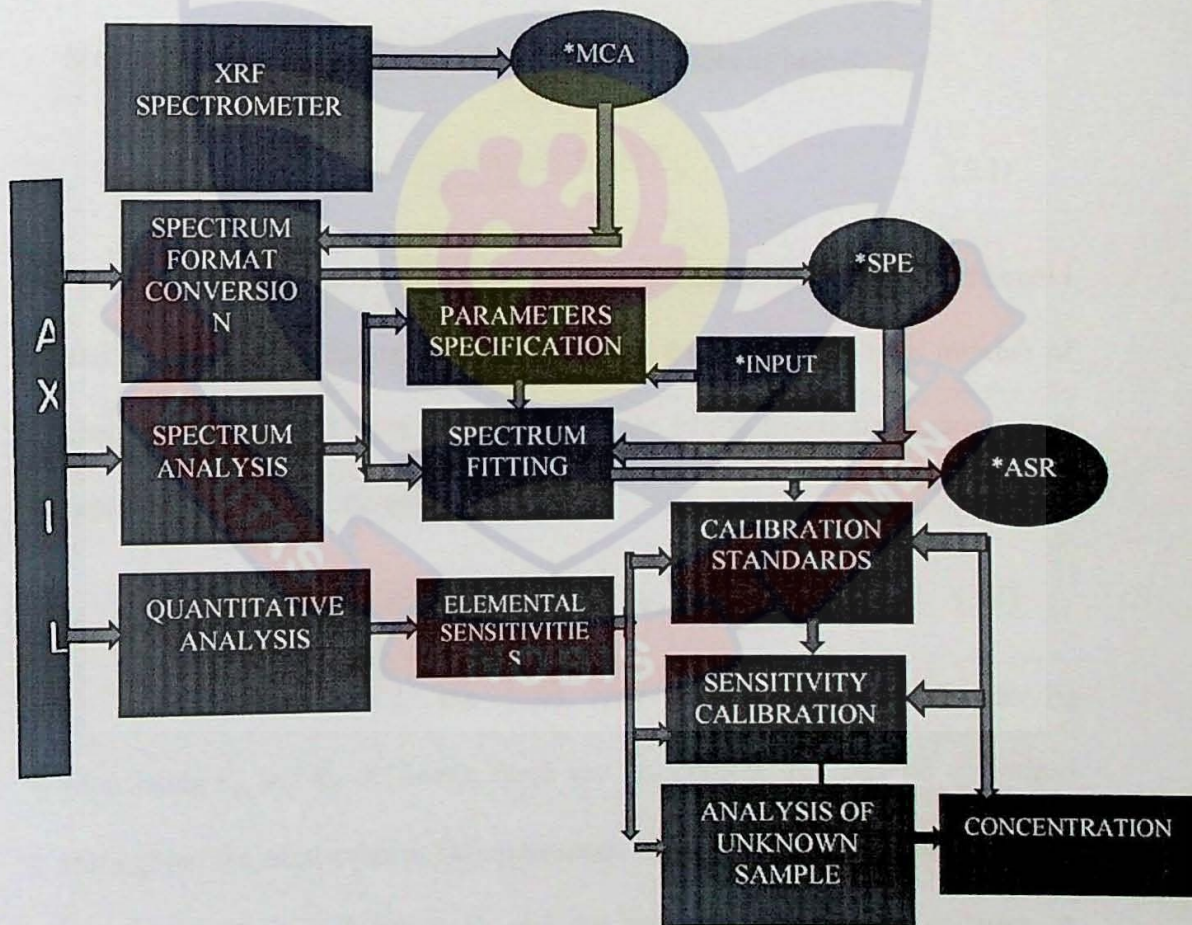 XRF
SPECTROMETER
*MCA
A
X
I
L
SPECTRUM
FORMAT
CONVERSIO
N
*SPE
PARAMETERS
SPECIFICATION
*INPUT
SPECTRUM
ANALYSIS
SPECTRUM
FITTING
*ASR
CALIBRATION
STANDARDS
QUANTITATIVE
ANALYSIS
ELEMENTAL
SENSITIVITIE
S
SENSITIVITY
CALIBRATION
ANALYSIS OF
UNKNOWN
SAMPLE
CONCENTRATION